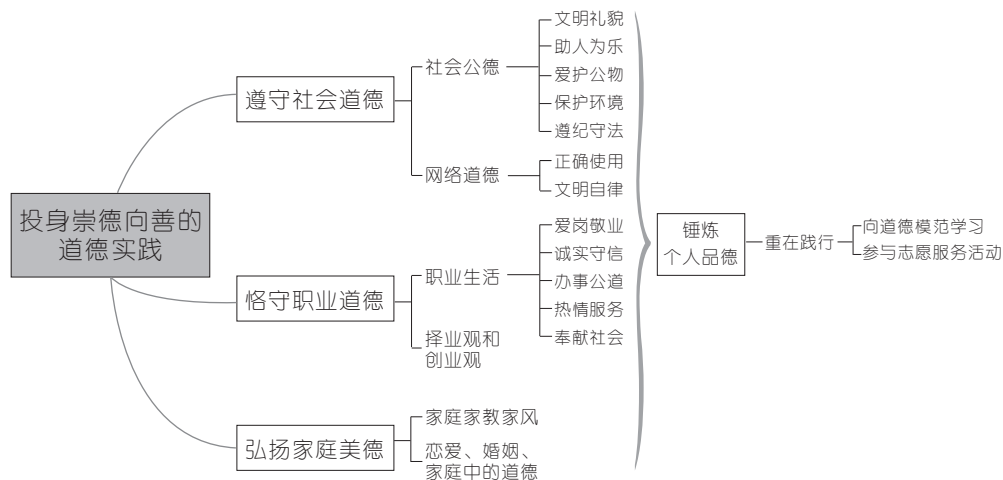 投身崇德向善的
道德实践
遵守社会道德
社会公德
文明礼貌
助人为乐
爱护公物
保护环境
遵纪守法
网络道德
正确使用
文明自律
恪守职业道德
职业生活
爱岗敬业
诚实守信
办事公道
热情服务
奉献社会
择业观和
创业观
弘扬家庭美德
家庭家教家风
恋爱、婚姻、
家庭中的道德
锤炼
个人品德
重在践行
向道德模范学习
参与志愿服务活动